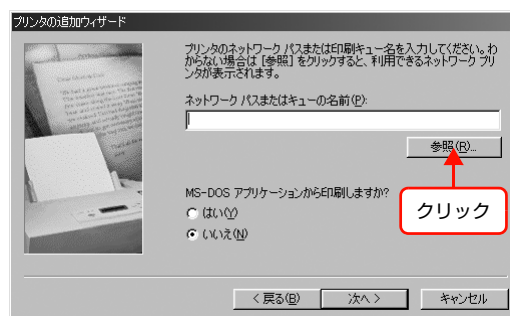 プリンタの追加ウィザード
プリンタのネットワーク パスまたは印刷キュー名を入力してください。わ
からない場合は [参照] をクリックすると、利用できるネットワーク プリ
ンタが表示されます。
ネットワーク パスまたはキューの名前(P):
参照(R)...
MS-DOS アプリケーションから印刷しますか?
はい(Y)
いいえ(N)
クリック
< 戻る(B)
次へ >
キャンセル